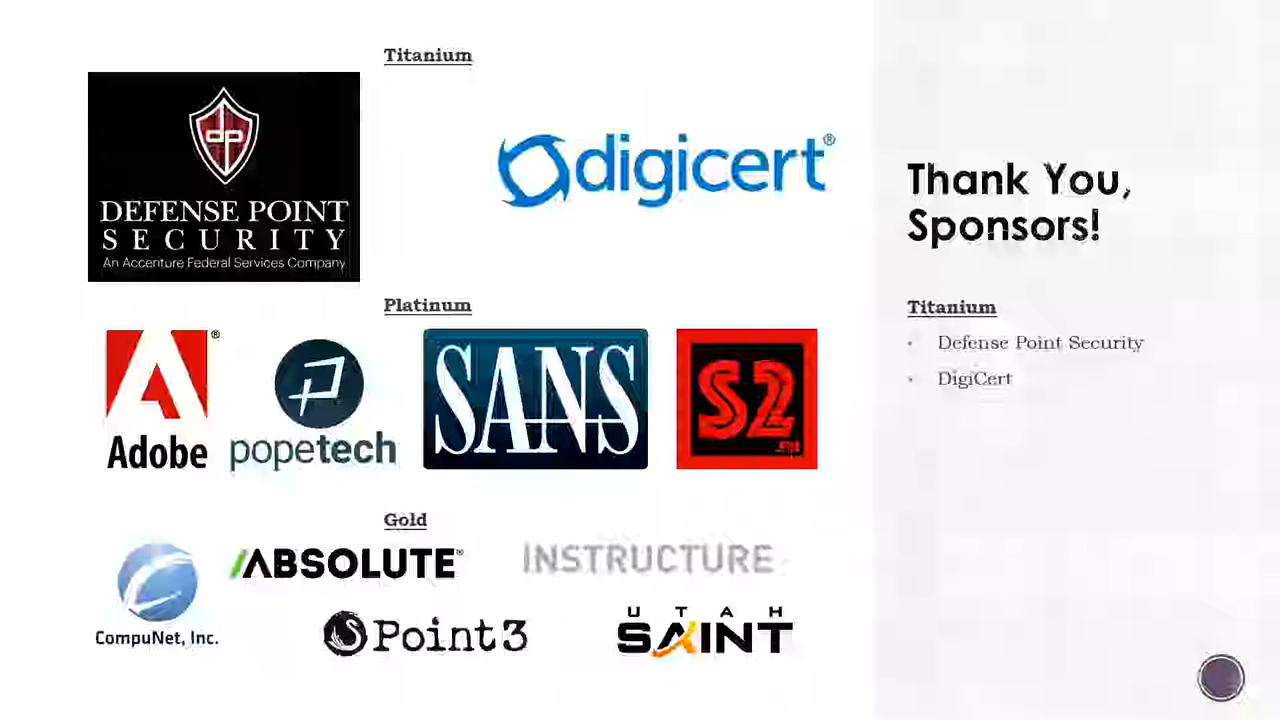 Titanium
dp
DEFENSE POINT
SECURITY
An Accenture Federal Services Company
digicert®
Platinum
Adobe®
popetech
SANS
S2
Gold
CompuNet, Inc.
ABSOLUTE®
INSTRUCTURE
Point3
UTAH
SAINT
Thank You,
Sponsors!
Titanium
• Defense Point Security
• DigiCert